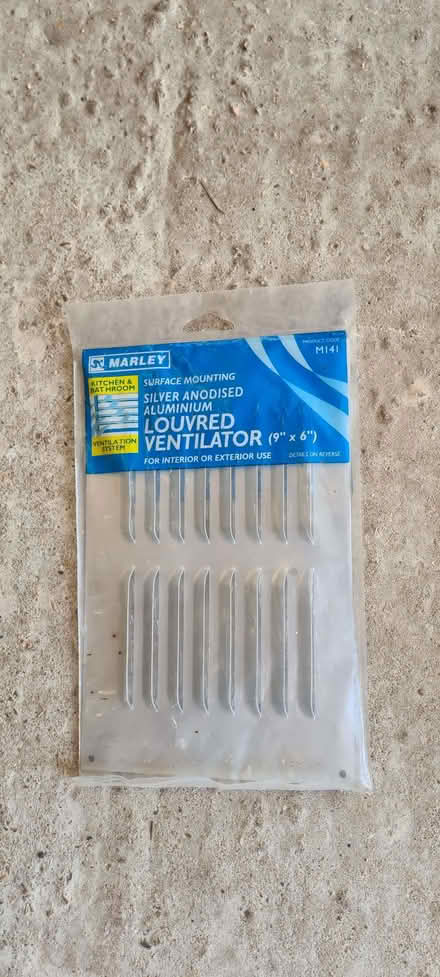 MARLEY
PRODUCT CODE
M141
KITCHEN &
BATHROOM
VENTILATION
SYSTEM
SURFACE MOUNTING
SILVER ANODISED
ALUMINIUM
LOUVRED
VENTILATOR (9" x 6")
FOR INTERIOR OR EXTERIOR USE
DETAILS ON REVERSE